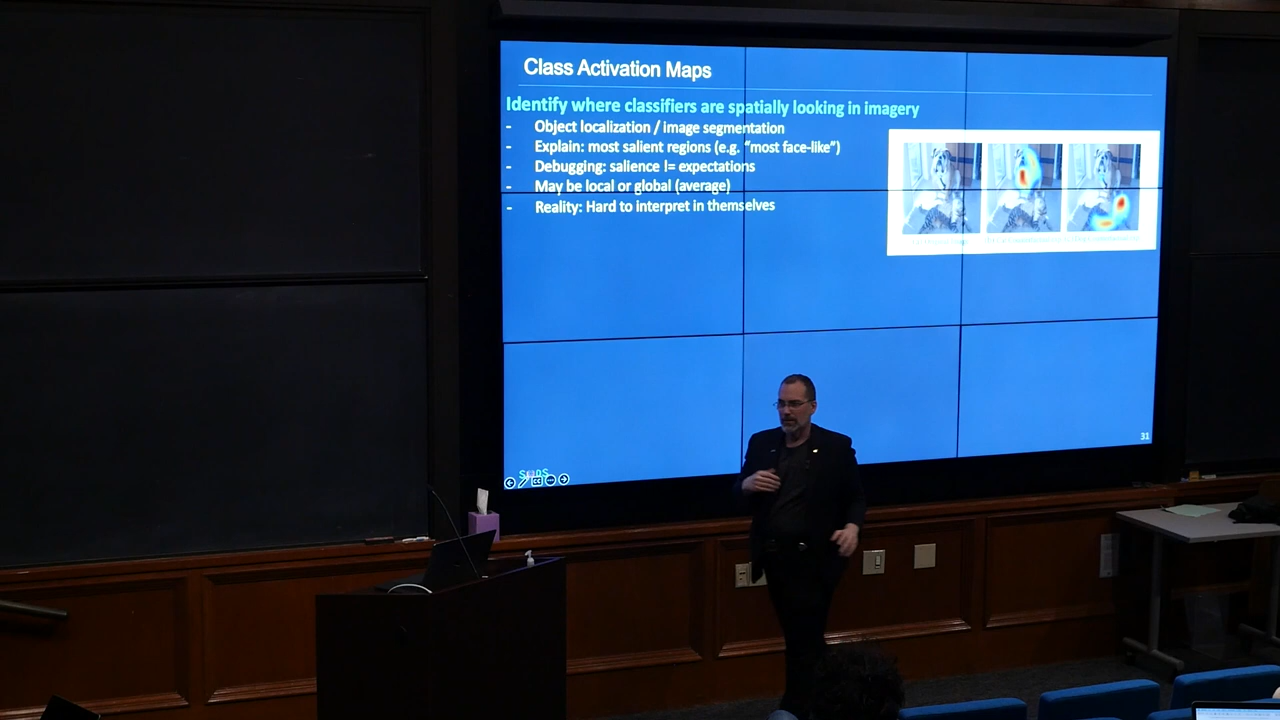 Class Activation Maps
Identify where classifiers are spatially looking in imagery
- Object localization / image segmentation
- Explain: most salient regions (e.g. “most face-like”)
- Debugging: salience != expectations
- May be local or global (average)
- Reality: Hard to interpret in themselves
31